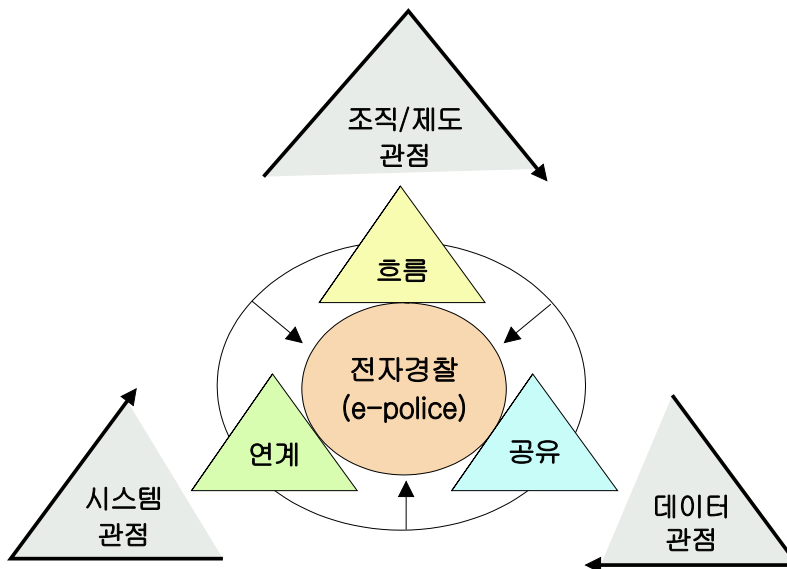 조직/제도
관점
흐름
전자경찰
(e-police)
연계
공유
시스템
관점
데이터
관점